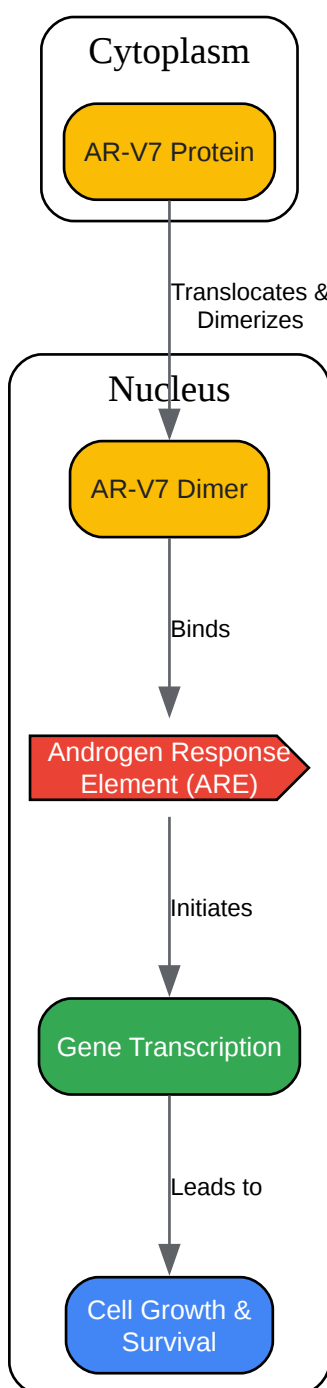 Cytoplasm
AR-V7 Protein
Translocates &
Dimerizes
Nucleus
AR-V7 Dimer
Binds
Androgen Response
Element (ARE)
Initiates
Gene Transcription
Leads to
Cell Growth &
Survival